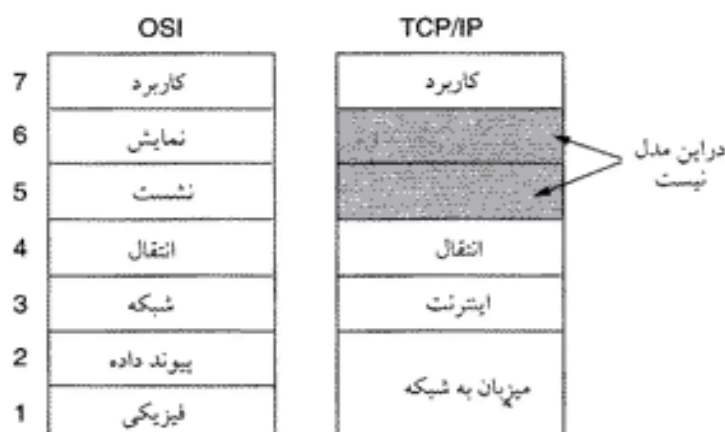 OSI
TCP/IP
7
کاربرد
کاربرد
6
نمایش
دراین مدل
نیست
5
نشست
4
انتقال
انتقال
3
شبکه
اینترنت
2
پیوند داده
میزبان به شبکه
1
فیزیکی